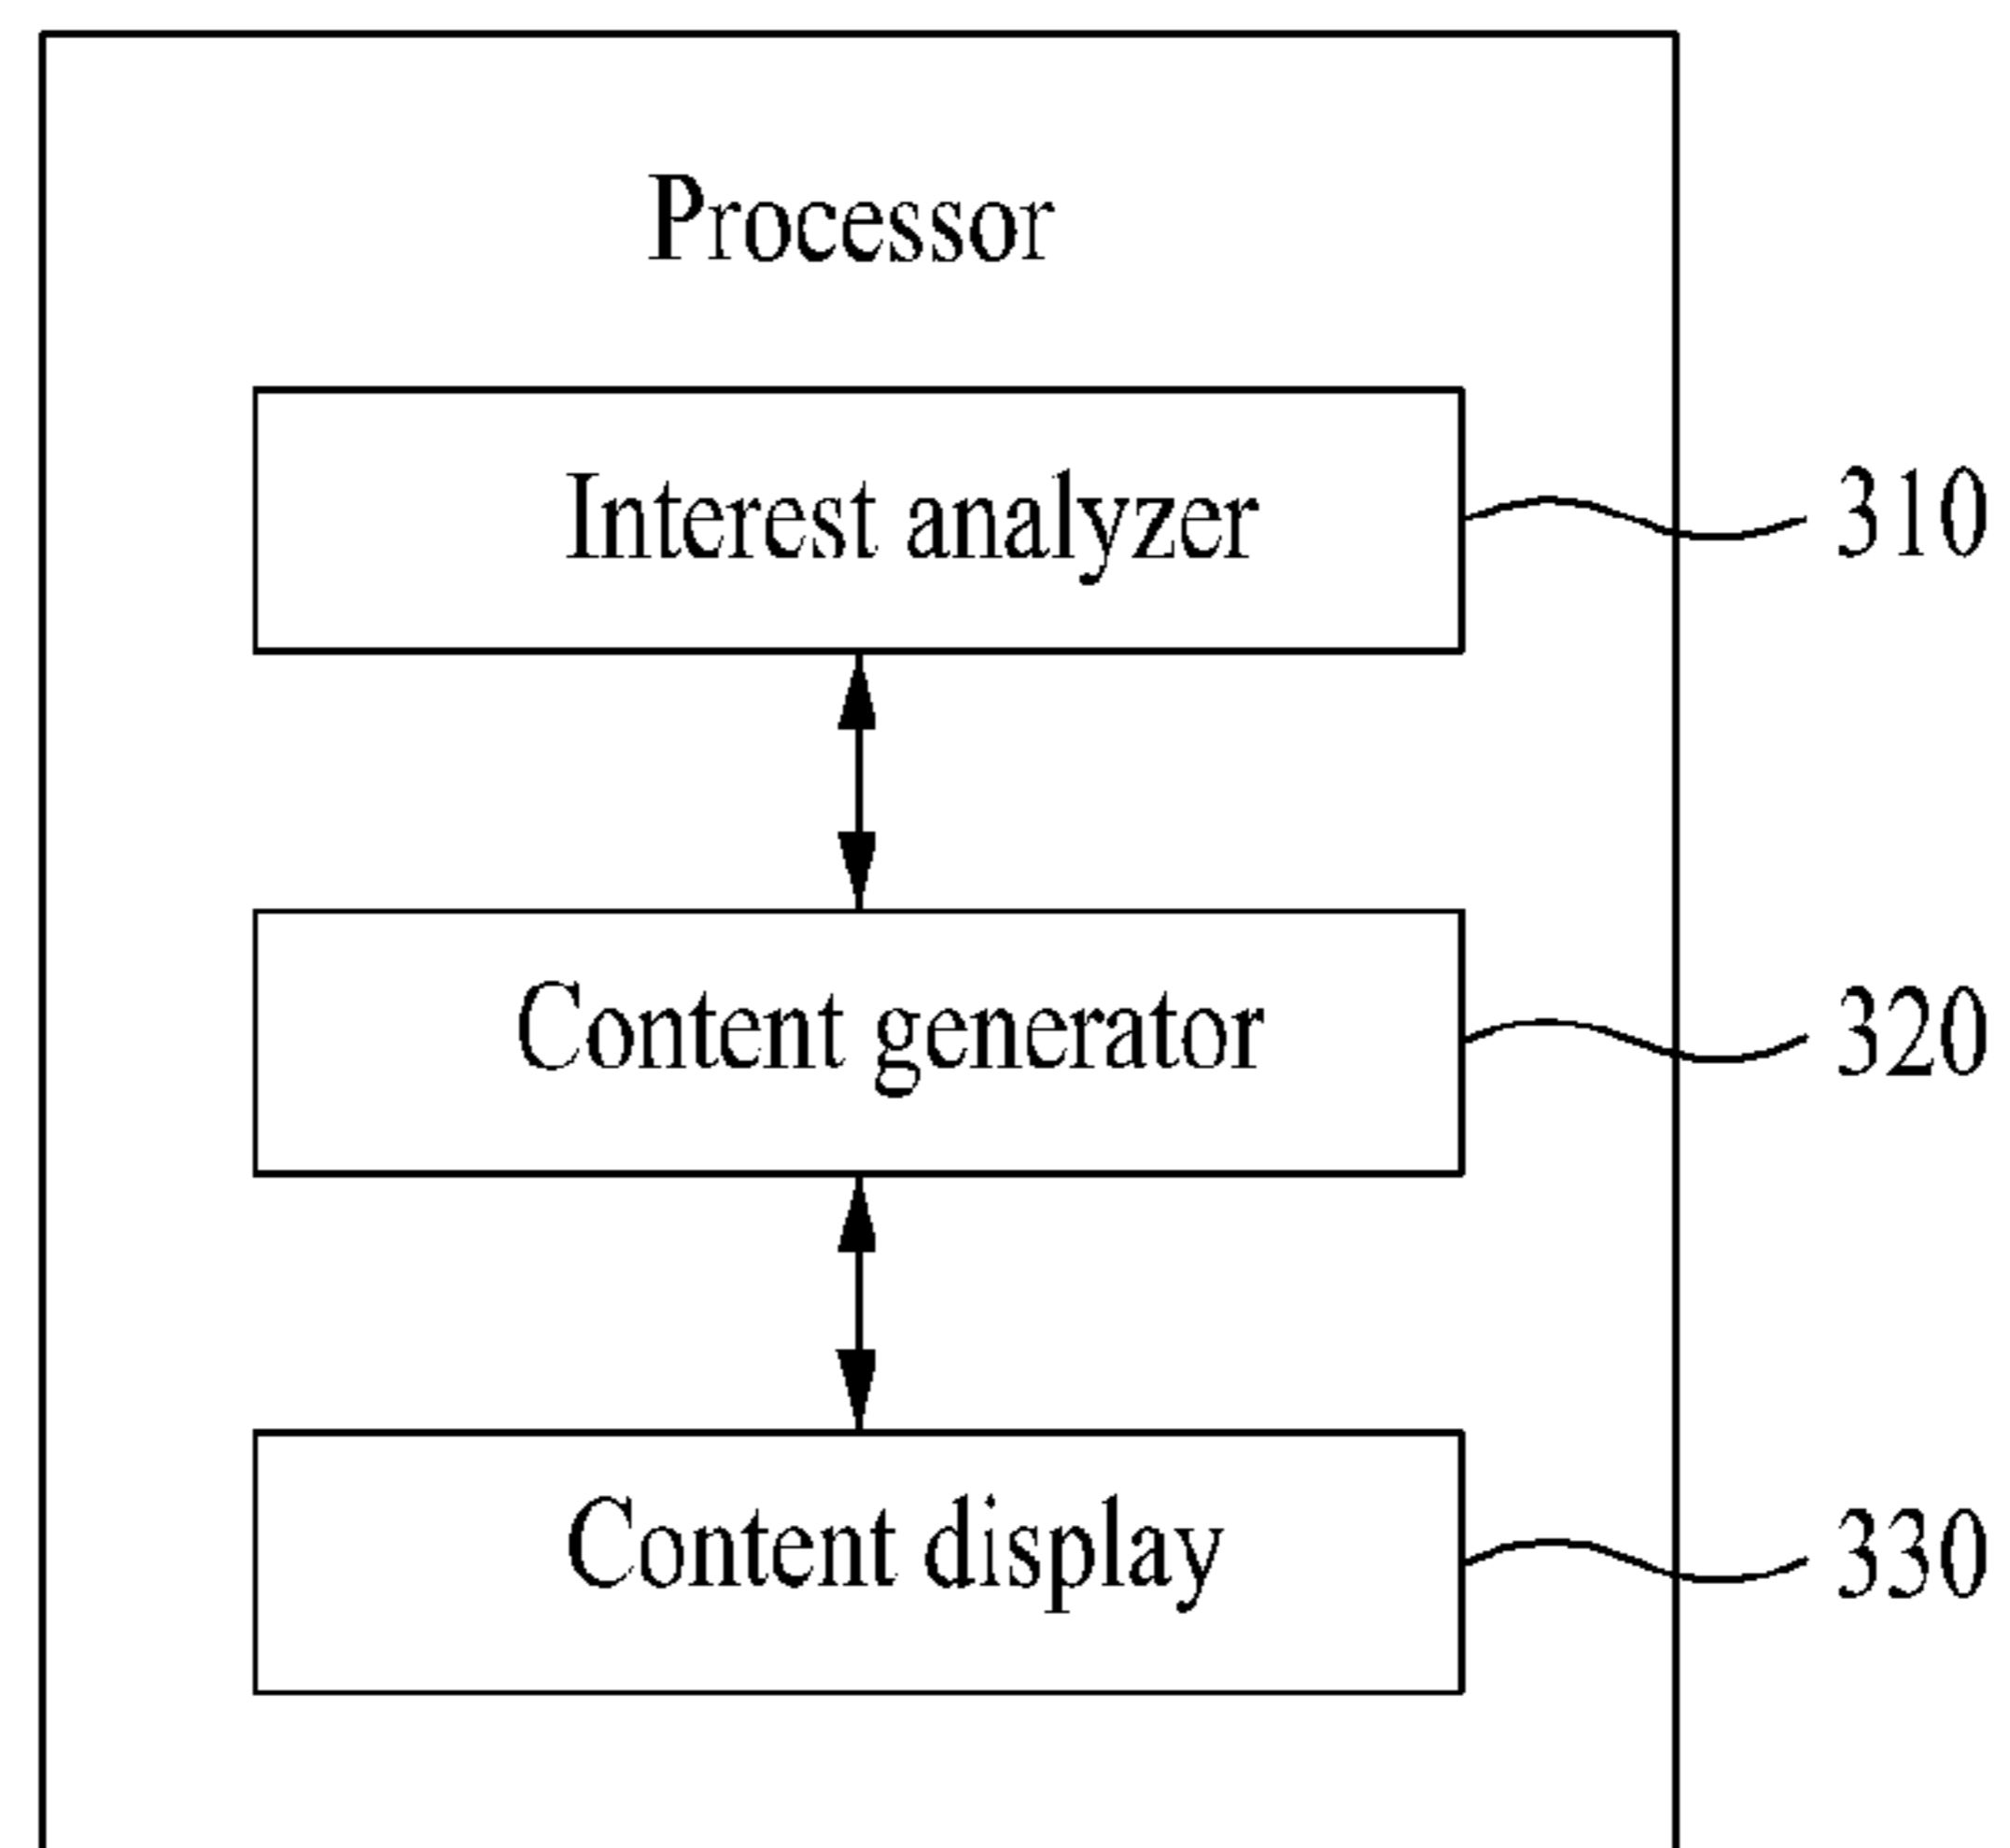 Processor
Interest analyzer
310
Content generator
320
Content display
330